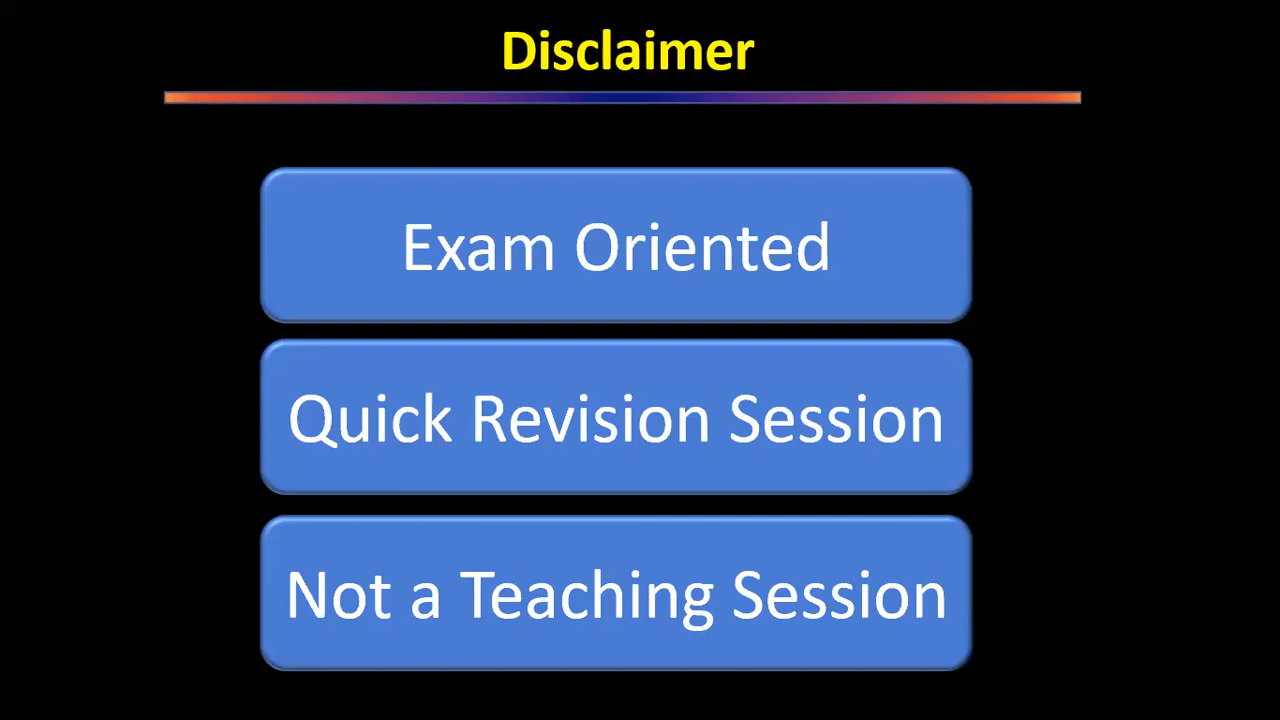 Disclaimer
Exam Oriented
Quick Revision Session
Not a Teaching Session